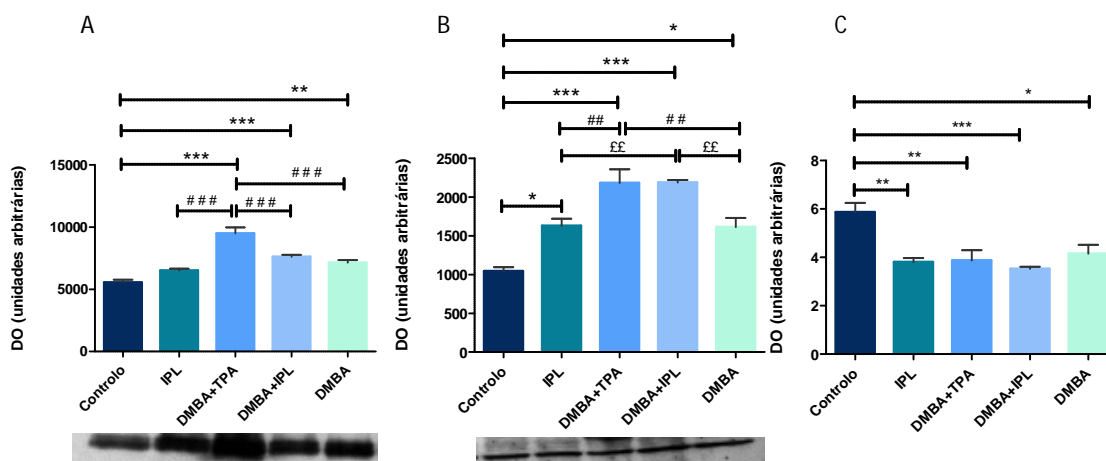 A
**
***
***
# # #
# # #
# # #
DO (unidades arbitrárias)
15000
10000
5000
0
Controlo
IPL
DMBA+TPA
DMBA+IPL
DMBA
B
*
***
***
##
# #
££
££
*
DO (unidades arbitrárias)
2500
2000
1500
1000
500
0
Controlo
IPL
DMBA+TPA
DMBA+IPL
DMBA
C
*
***
**
**
DO (unidades arbitrárias)
8
6
4
2
0
Controlo
IPL
DMBA+TPA
DMBA+IPL
DMBA